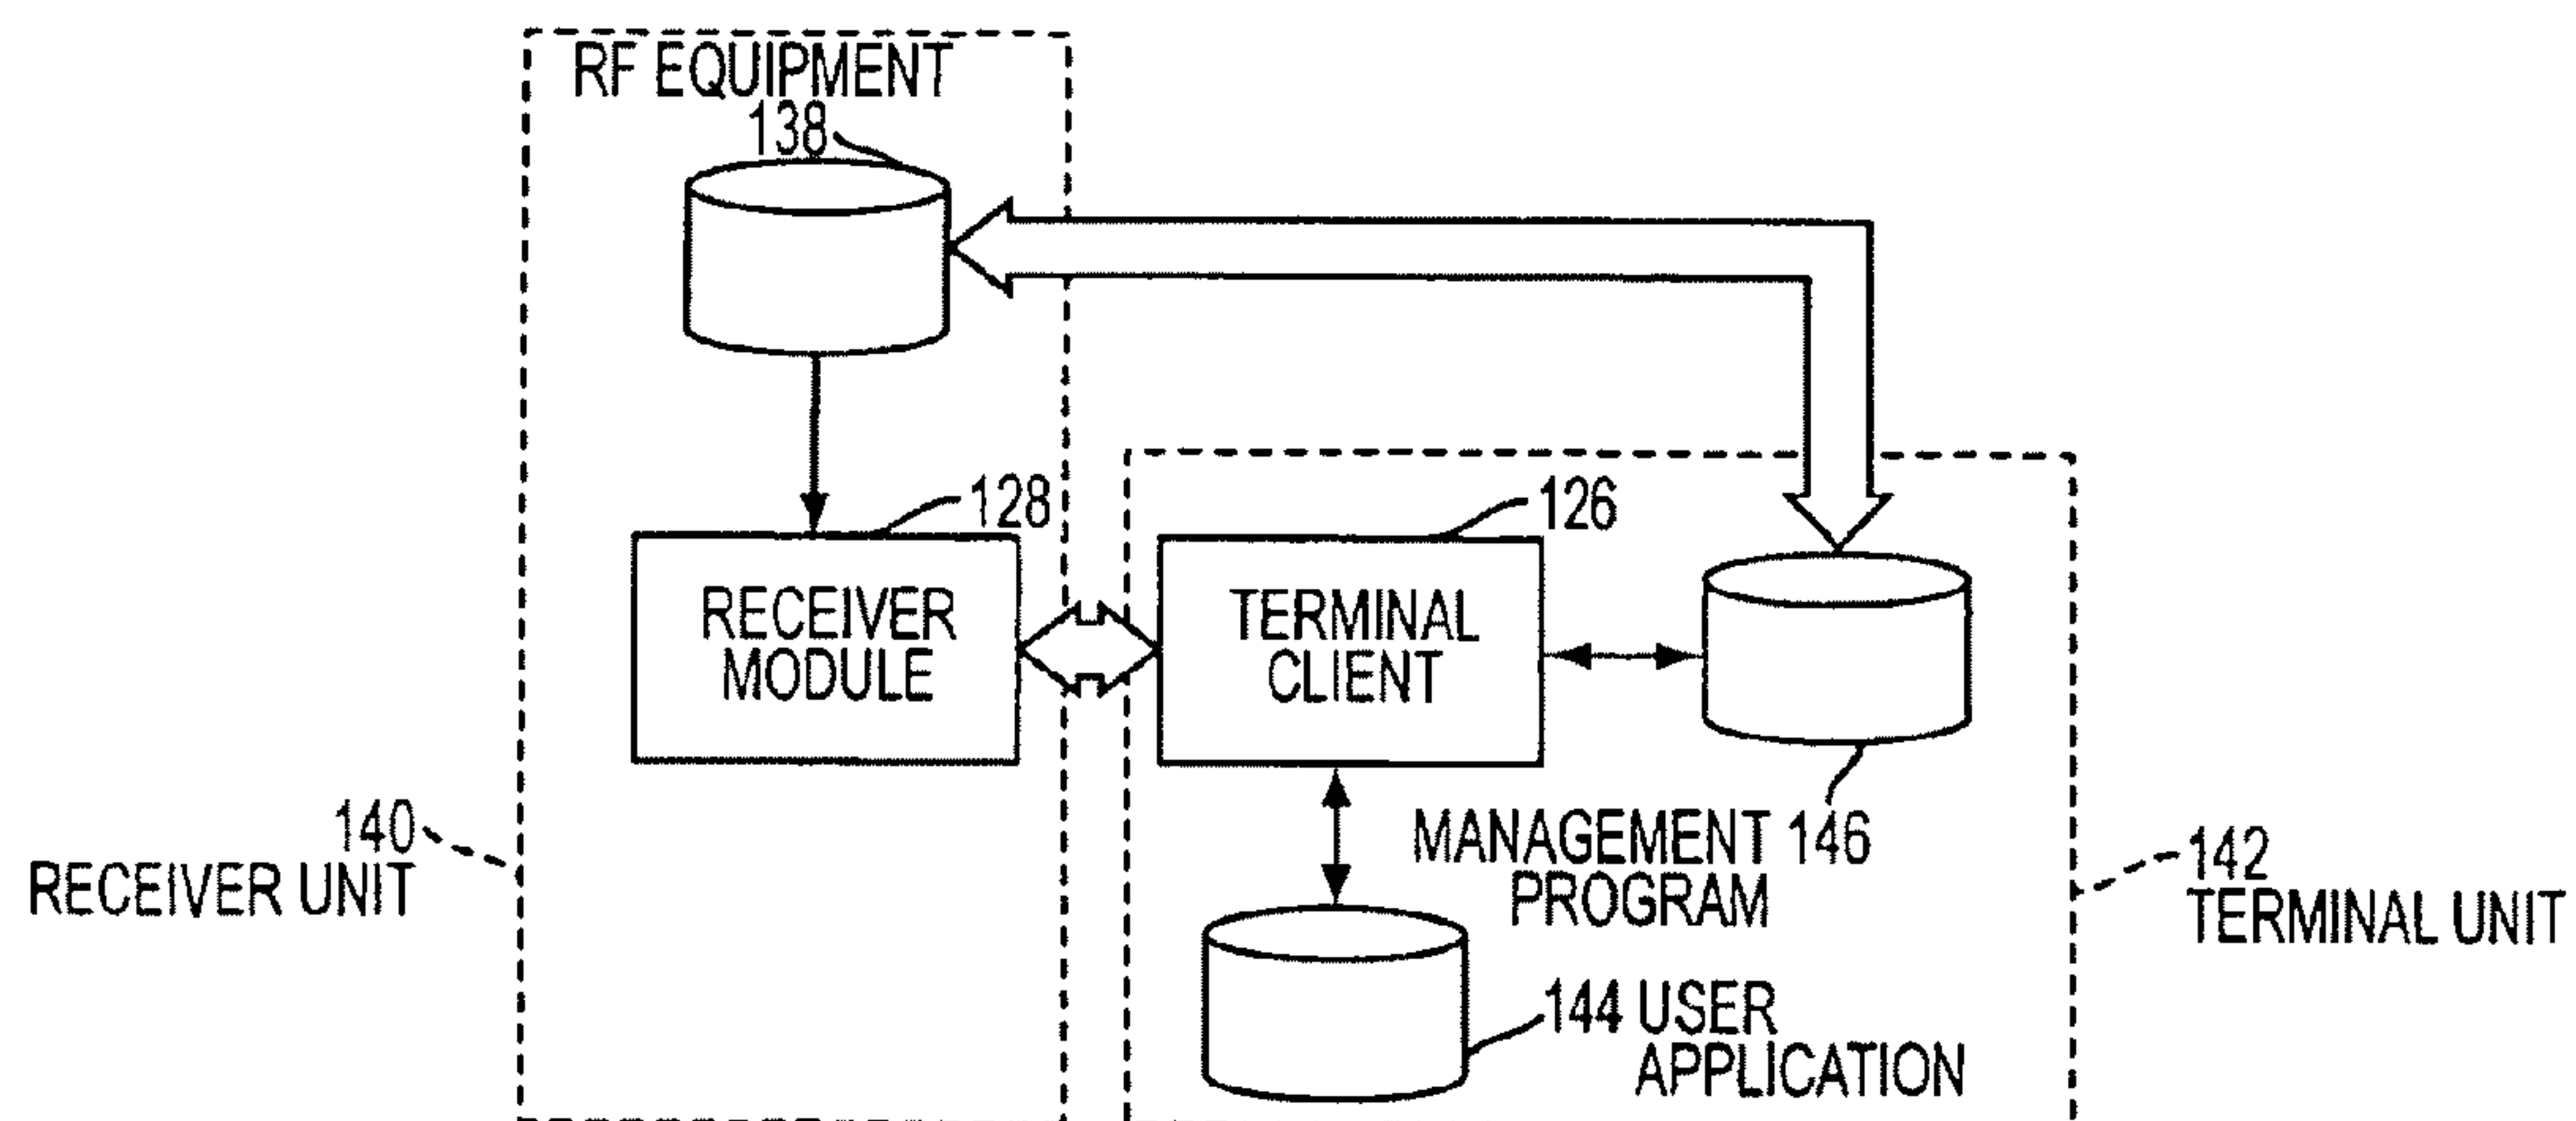 RF EQUIPMENT
138
128
126
RECEIVER
MODULE
TERMINAL
CLIENT
140
RECEIVER UNIT
MANAGEMENT 146
PROGRAM
142
TERMINAL UNIT
144 USER
APPLICATION